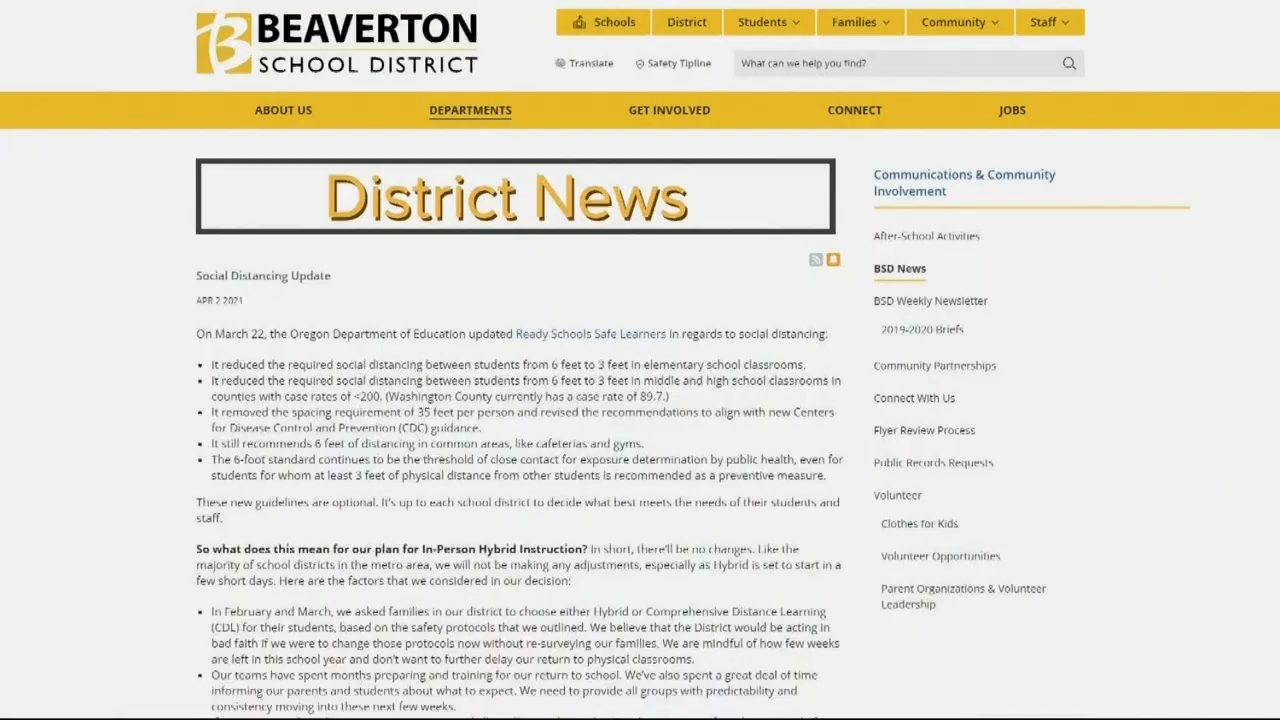 BEAVERTON
SCHOOL DISTRICT
Schools
District
Students
Families
Community
Staff
Translate
Safety Tipline
What can we help you find?
ABOUT US
DEPARTMENTS
GET INVOLVED
CONNECT
JOBS
District News
Social Distancing Update
APR 2 2021
On March 22, the Oregon Department of Education updated Ready Schools Safe Learners in regards to social distancing:
• It reduced the required social distancing between students from 6 feet to 3 feet in elementary school classrooms.
• It reduced the required social distancing between students from 6 feet to 3 feet in middle and high school classrooms in
counties with case rates of <200. (Washington County currently has a case rate of 89.7.)
• It removed the spacing requirement of 35 feet per person and revised the recommendations to align with new Centers
for Disease Control and Prevention (CDC) guidance.
• It still recommends 6 feet of distancing in common areas, like cafeterias and gyms.
• The 6-foot standard continues to be the threshold of close contact for exposure determination by public health, even for
students for whom at least 3 feet of physical distance from other students is recommended as a preventive measure.
These new guidelines are optional. It's up to each school district to decide what best meets the needs of their students and
staff.
So what does this mean for our plan for In-Person Hybrid Instruction? In short, there'll be no changes. Like the
majority of school districts in the metro area, we will not be making any adjustments, especially as Hybrid is set to start in a
few short days. Here are the factors that we considered in our decision:
• In February and March, we asked families in our district to choose either Hybrid or Comprehensive Distance Learning
(CDL) for their students, based on the safety protocols that we outlined. We believe that the District would be acting in
bad faith if we were to change those protocols now without re-surveying our families. We are mindful of how few weeks
are left in this school year and don't want to further delay our return to physical classrooms.
• Our teams have spent months preparing and training for our return to school. We've also spent a great deal of time
informing our parents and students about what to expect. We need to provide all groups with predictability and
consistency moving into these next few weeks.
Communications & Community
Involvement
After-School Activities
BSD News
BSD Weekly Newsletter
2019-2020 Briefs
Community Partnerships
Connect With Us
Flyer Review Process
Public Records Requests
Volunteer
Clothes for Kids
Volunteer Opportunities
Parent Organizations & Volunteer
Leadership